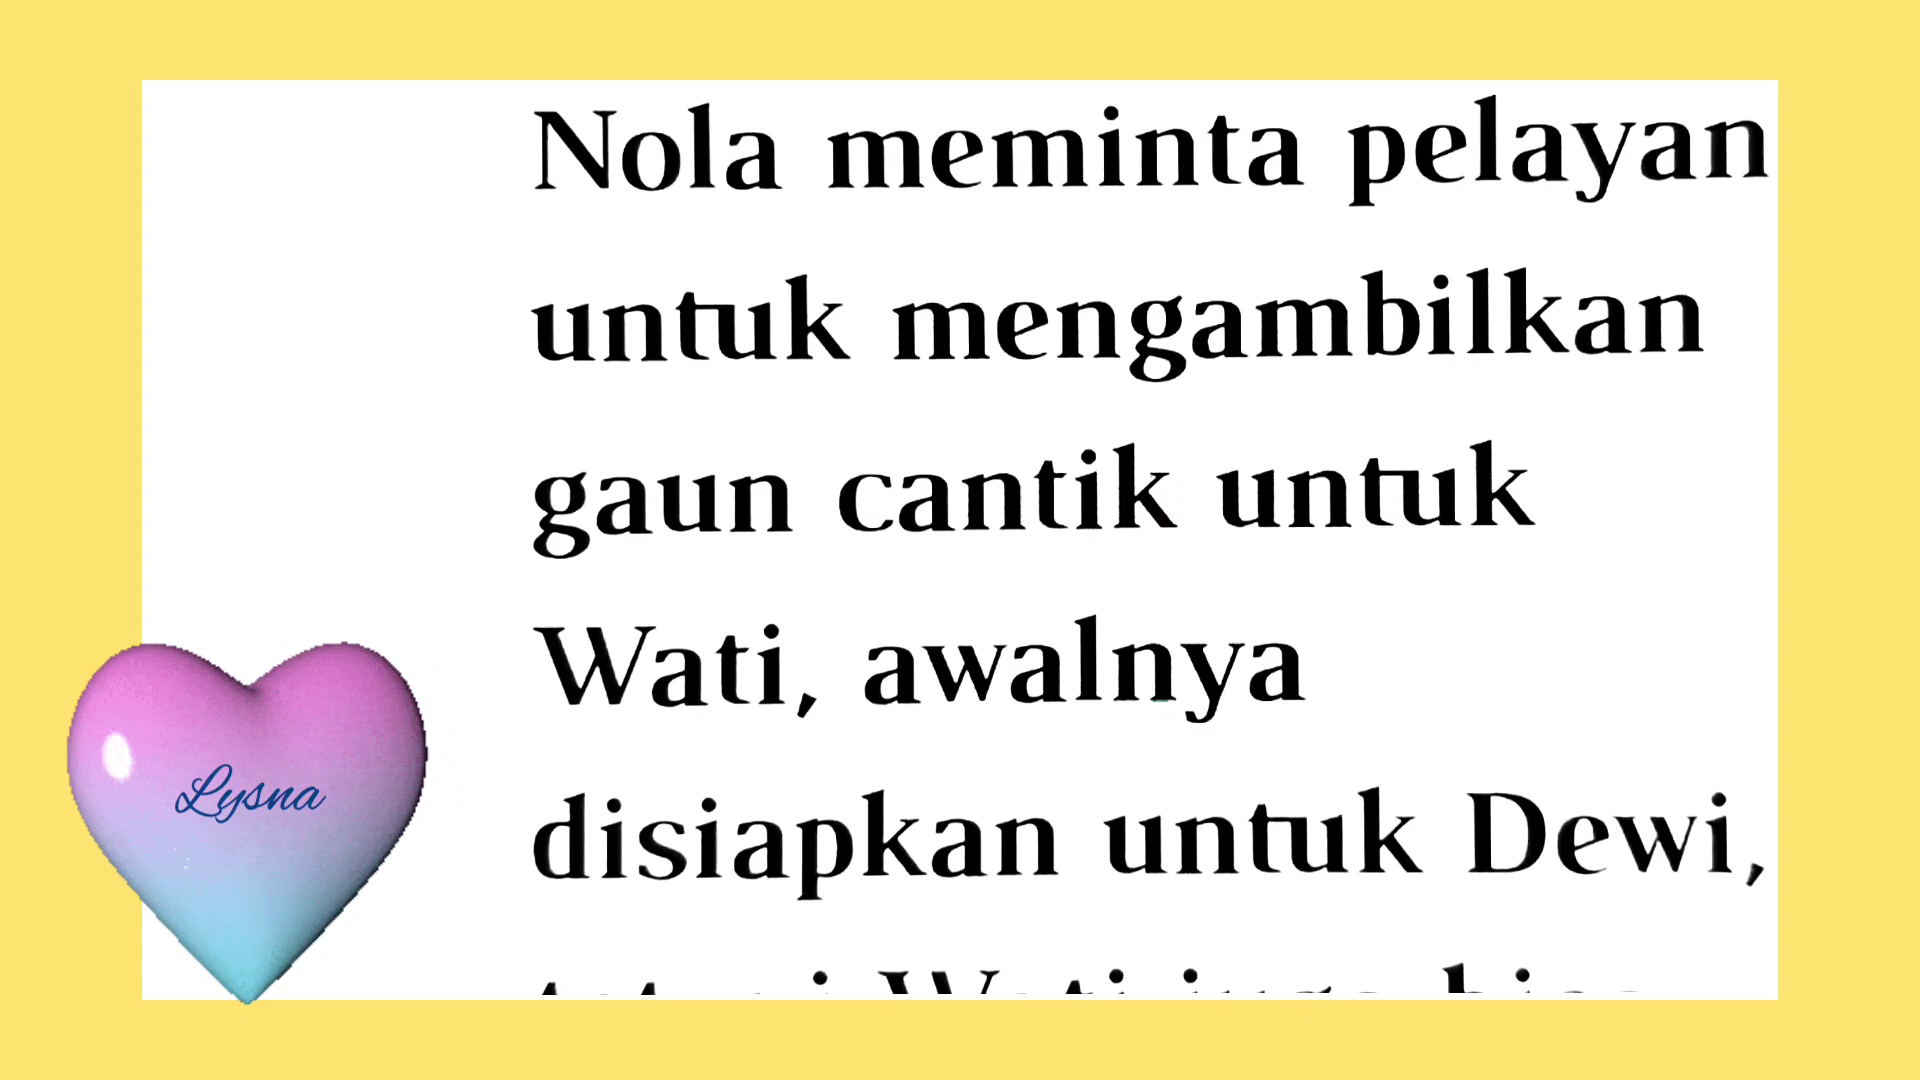 Nola meminta pelayan
untuk mengambilkan
gaun cantik untuk
Wati, awalnya
disiapkan untuk Dewi,
Lysna